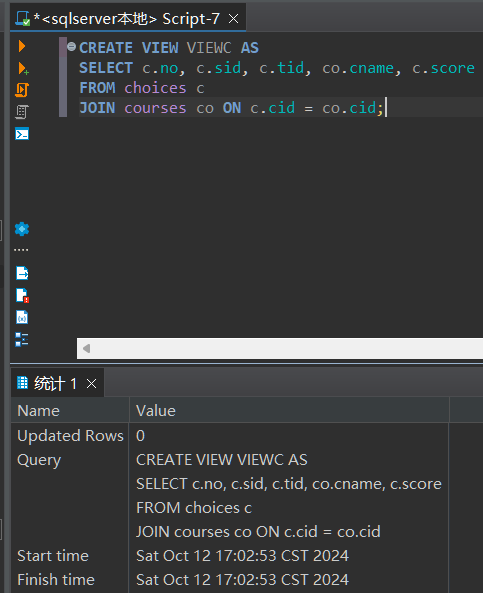 *<sqlserver本地> Script-7
CREATE VIEW VIEWC AS
SELECT c.no, c.sid, c.tid, co.cname, c.score
FROM choices c
JOIN courses co ON c.cid = co.cid;
统计 1
Name Value
Updated Rows 0
Query CREATE VIEW VIEWC AS
SELECT c.no, c.sid, c.tid, co.cname, c.score
FROM choices c
JOIN courses co ON c.cid = co.cid
Start time Sat Oct 12 17:02:53 CST 2024
Finish time Sat Oct 12 17:02:53 CST 2024